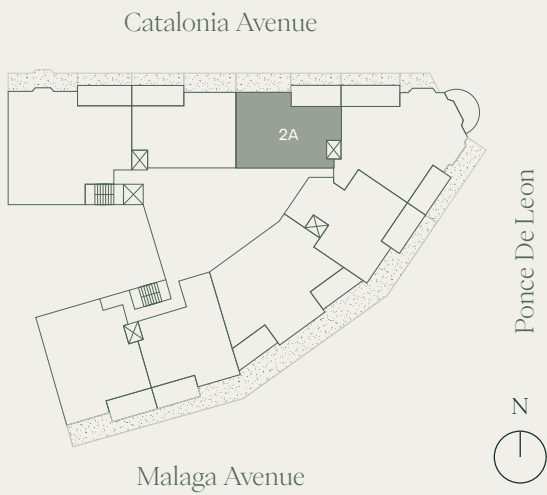 Catalonia Avenue
2A
Ponce De Leon
N
Malaga Avenue